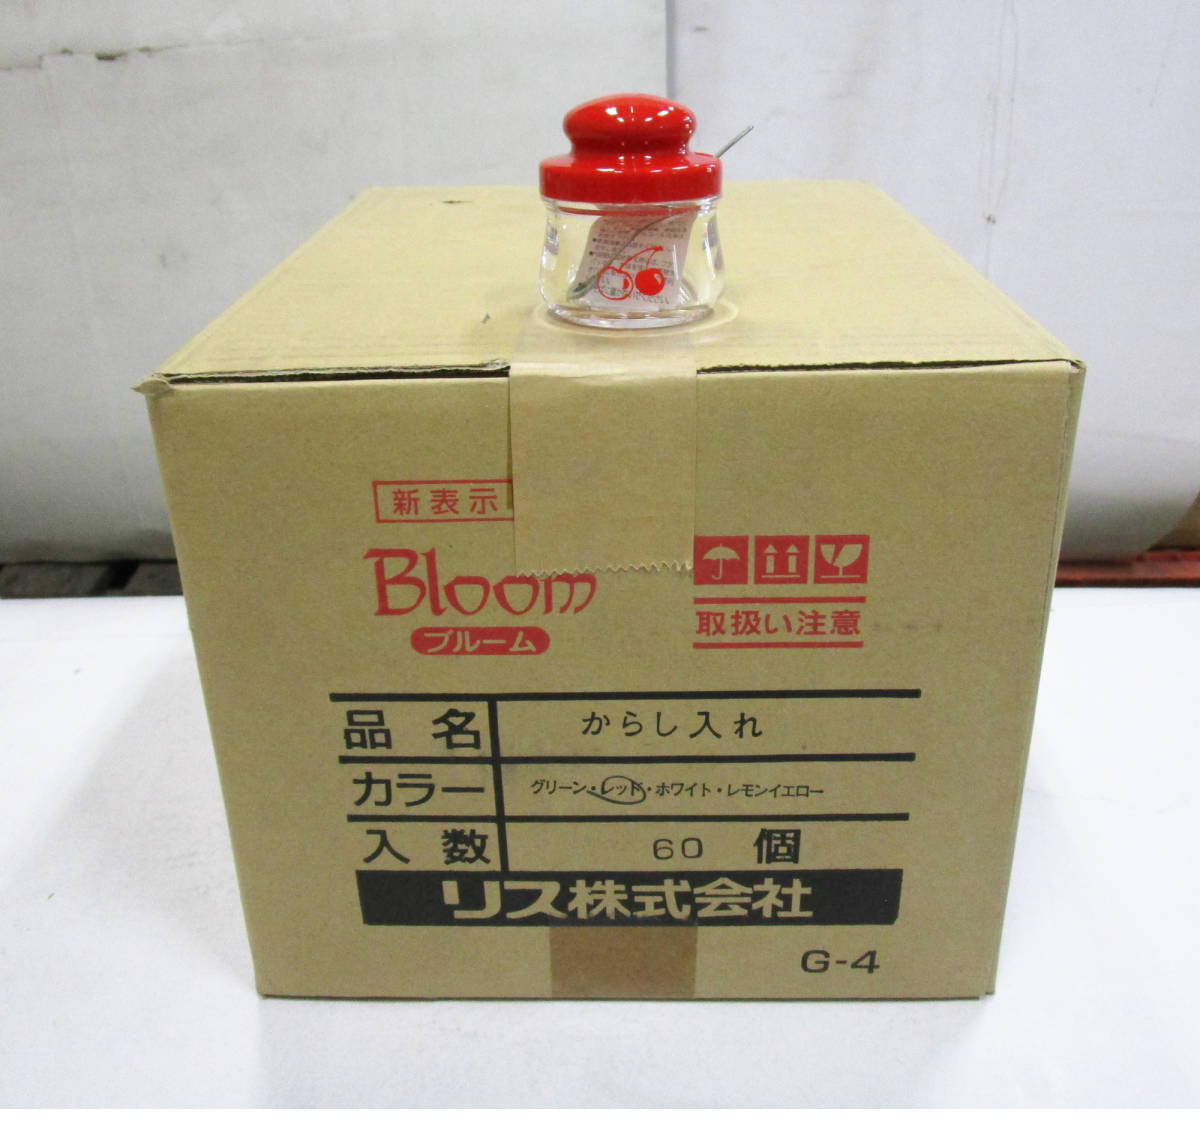 新表示
Bloom
ブルーム
取扱い注意
品名 からし入れ
カラー グリーン・レッド・ホワイト・レモンイエロー
入数 60 個
リス株式会社
G-4